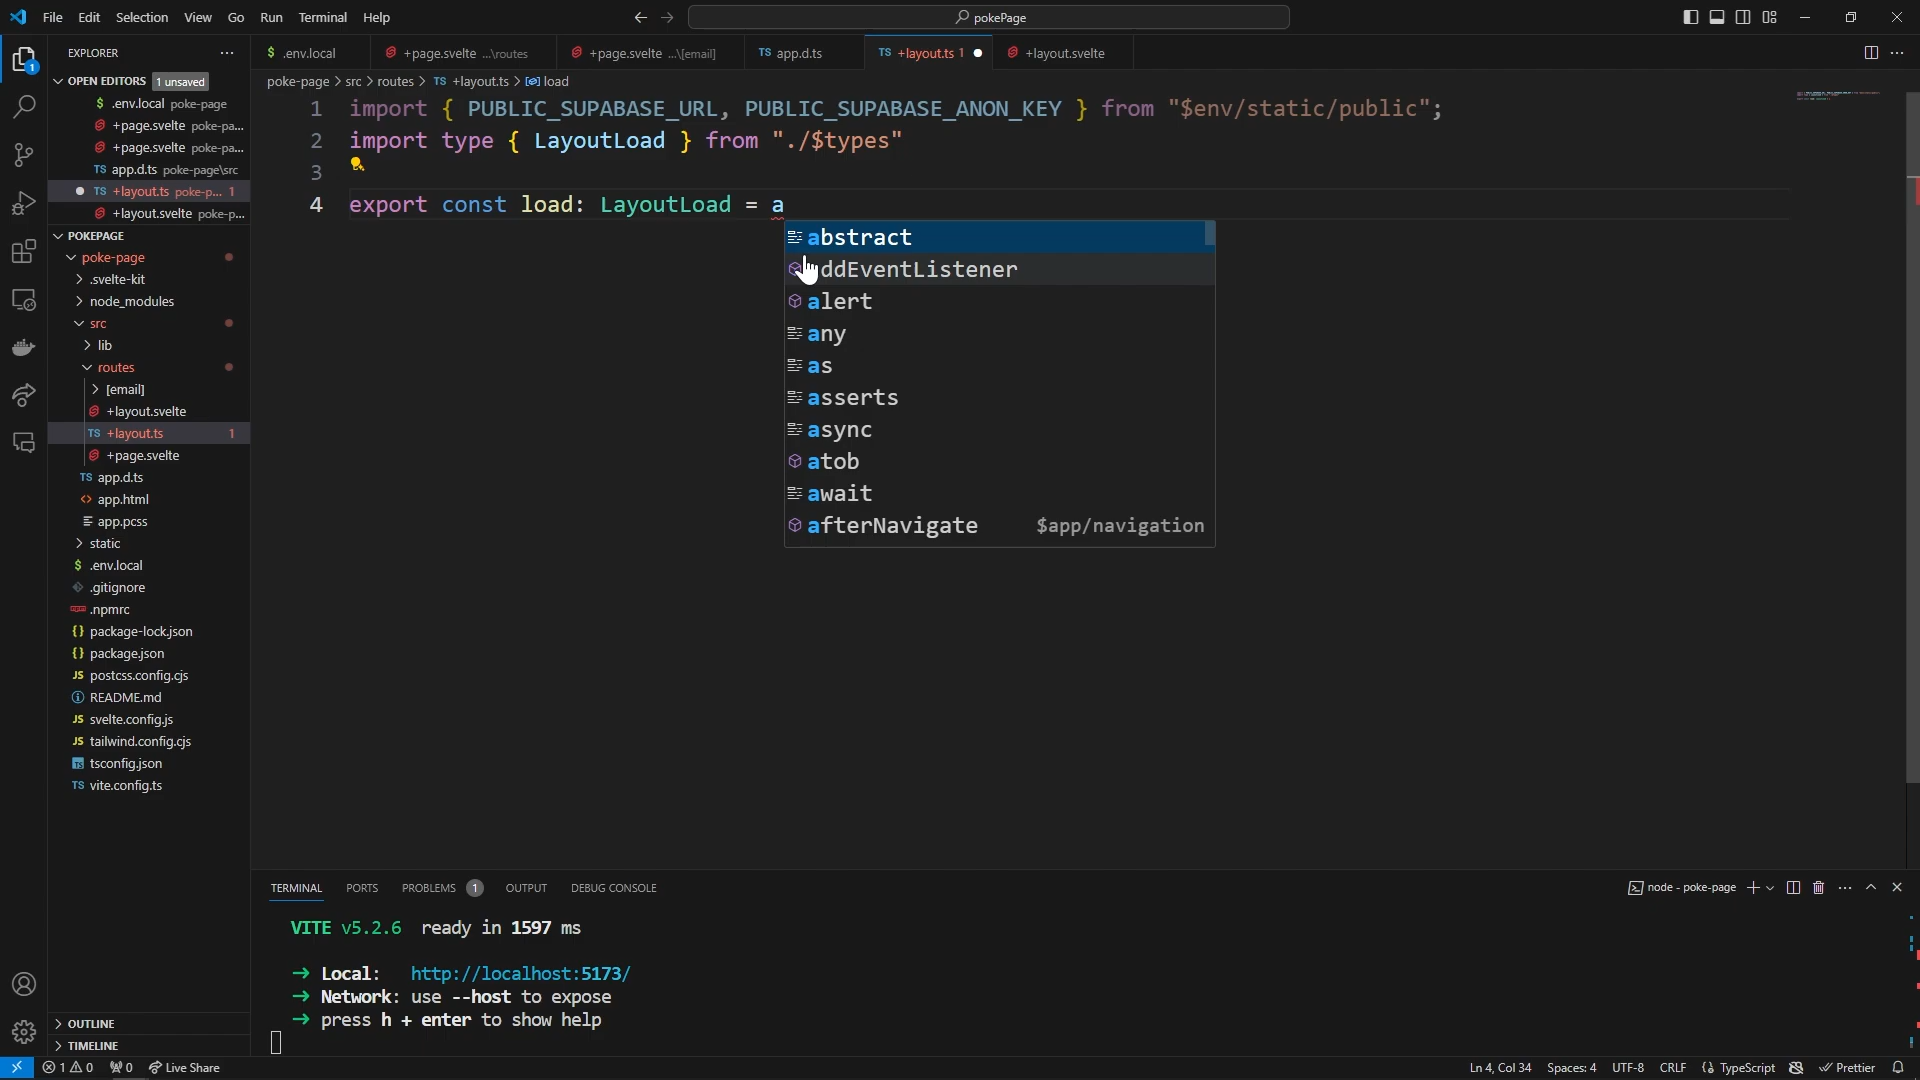 File Edit Selection View Go Run Terminal Help
pokePage
EXPLORER
OPEN EDITORS 1 unsaved
$ .env.local poke-page
+page.svelte poke-pa...
+page.svelte poke-pa...
TS app.d.ts poke-page\src
TS +layout.ts poke-p... 1
+layout.svelte poke-p...
POKEPAGE
poke-page
.svelte-kit
node_modules
src
lib
routes
[email]
+layout.svelte
TS +layout.ts 1
+page.svelte
TS app.d.ts
<> app.html
app.pcss
static
$ .env.local
.gitignore
.npmrc
{} package-lock.json
{} package.json
JS postcss.config.cjs
README.md
JS svelte.config.js
JS tailwind.config.cjs
TS tsconfig.json
TS vite.config.ts
OUTLINE
TIMELINE
$ .env.local
+page.svelte ...\routes
+page.svelte ...\[email]
TS app.d.ts
TS +layout.ts 1
+layout.svelte
poke-page > src > routes > TS +layout.ts > load
1 import { PUBLIC_SUPABASE_URL, PUBLIC_SUPABASE_ANON_KEY } from "$env/static/public";
2 import type { LayoutLoad } from "./$types"
3
4 export const load: LayoutLoad = a
abstract
addEventListener
alert
any
as
asserts
async
atob
await
afterNavigate $app/navigation
TERMINAL PORTS PROBLEMS 1 OUTPUT DEBUG CONSOLE
node - poke-page
VITE v5.2.6 ready in 1597 ms
→ Local: http://localhost:5173/
→ Network: use --host to expose
→ press h + enter to show help
1 0 0 Live Share
Ln 4, Col 34 Spaces: 4 UTF-8 CRLF {} TypeScript Prettier